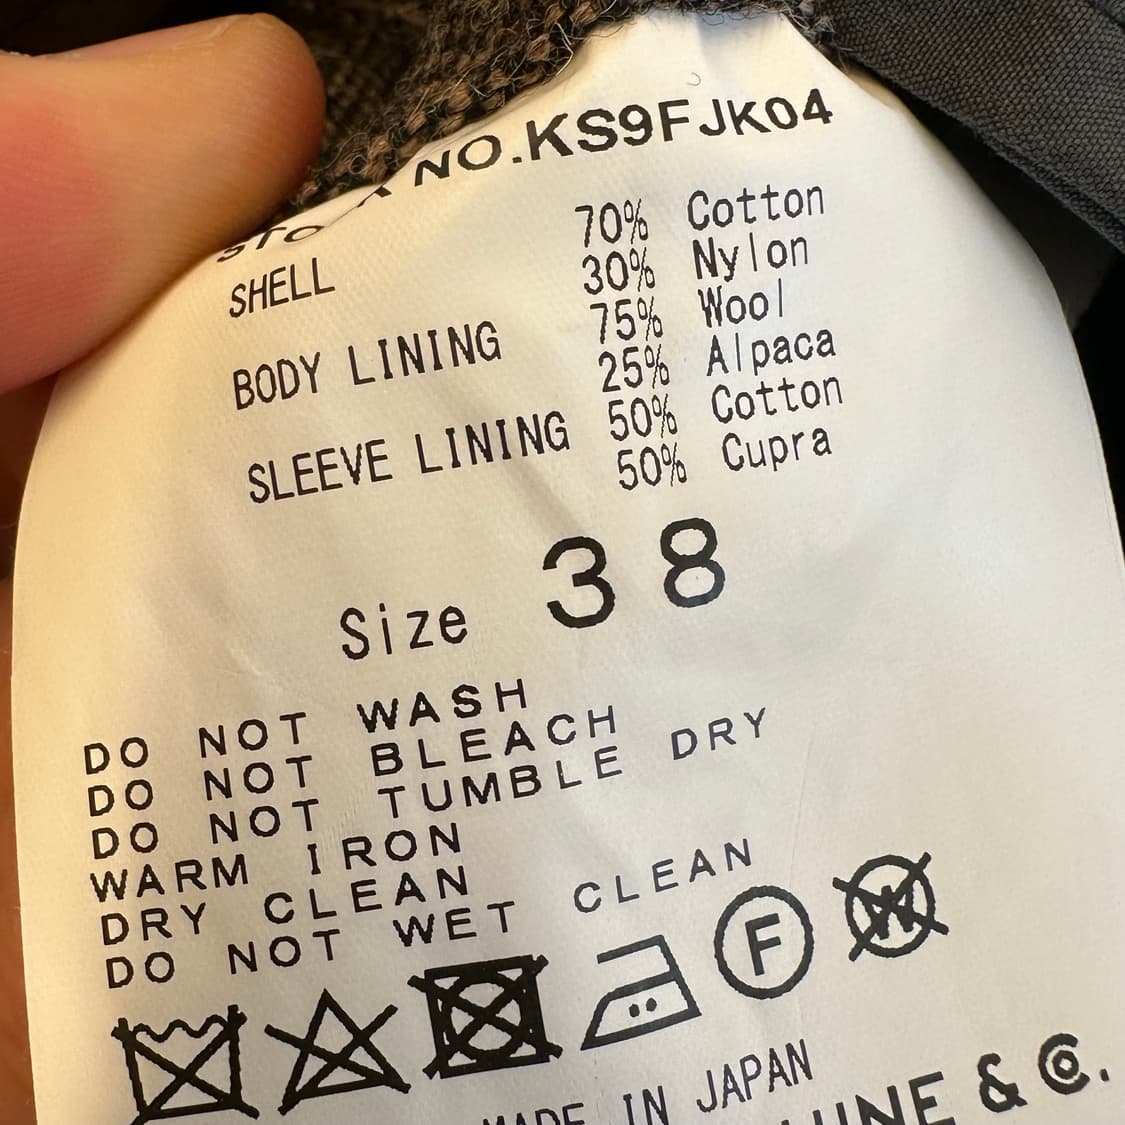 NO.KS9FJK04
SHELL 70% Cotton
30% Nylon
BODY LINING 75% Wool
25% Alpaca
SLEEVE LINING 50% Cotton
50% Cupra
Size 38
DO NOT WASH
DO NOT BLEACH
DO NOT TUMBLE DRY
WARM IRON
DRY CLEAN
DO NOT WET CLEAN
F W
MADE IN JAPAN
UNE & Co.